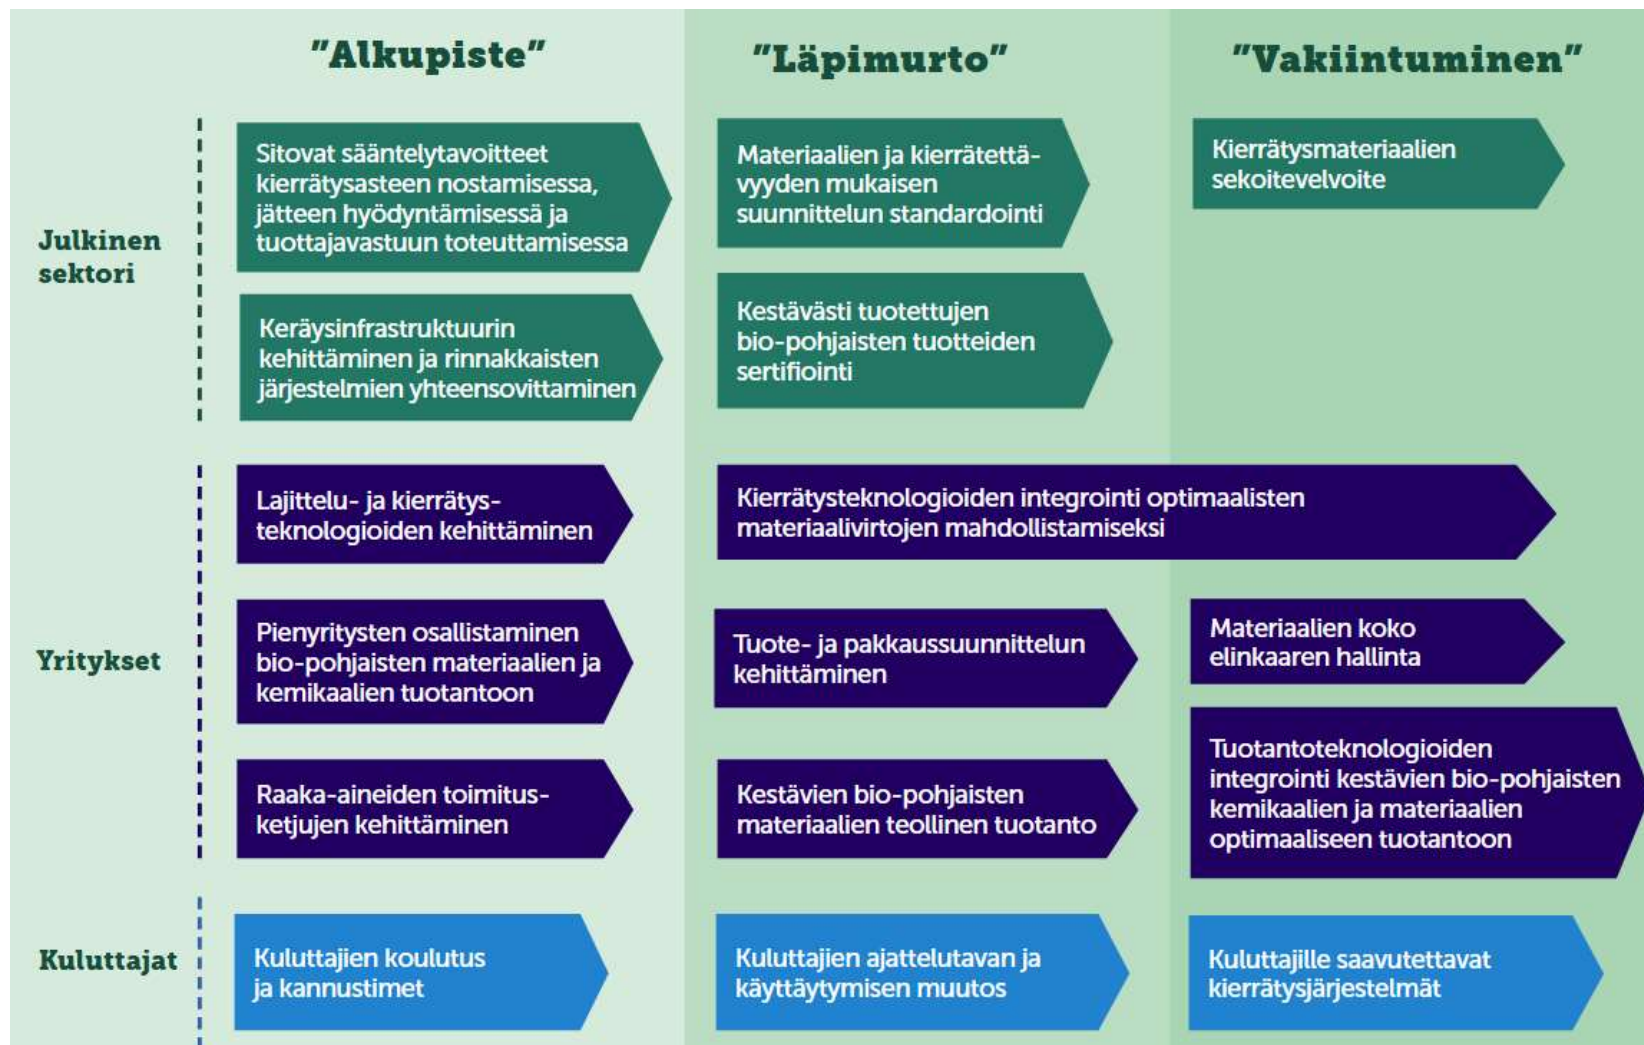 ”Alkupiste”
”Läpimurto”
”Vakiintuminen”
Julkinen
sektori
Sitovat sääntelytavoitteet
kierrätysasteen nostamisessa,
jätteen hyödyntämisessä ja
tuottajavastuun toteuttamisessa
Materiaalien ja kierrätettä-
vyyden mukaisen
suunnittelun standardointi
Kierrätysmateriaalien
sekoitevelvoite
Keräysinfrastruktuurin
kehittäminen ja rinnakkaisten
järjestelmien yhteensovittaminen
Kestävästi tuotettujen
bio-pohjaisten tuotteiden
sertifiointi
Yritykset
Lajittelu- ja kierrätys-
teknologioiden kehittäminen
Kierrätysteknologioiden integrointi optimaalisten
materiaalivirtojen mahdollistamiseksi
Pienyritysten osallistaminen
bio-pohjaisten materiaalien ja
kemikaalien tuotantoon
Tuote- ja pakkaussuunnittelun
kehittäminen
Materiaalien koko
elinkaaren hallinta
Raaka-aineiden toimitus-
ketjujen kehittäminen
Kestävien bio-pohjaisten
materiaalien teollinen tuotanto
Tuotantoteknologioiden
integrointi kestävien bio-pohjaisten
kemikaalien ja materiaalien
optimaaliseen tuotantoon
Kuluttajat
Kuluttajien koulutus
ja kannustimet
Kuluttajien ajattelutavan ja
käyttäytymisen muutos
Kuluttajille saavutettavat
kierrätysjärjestelmät